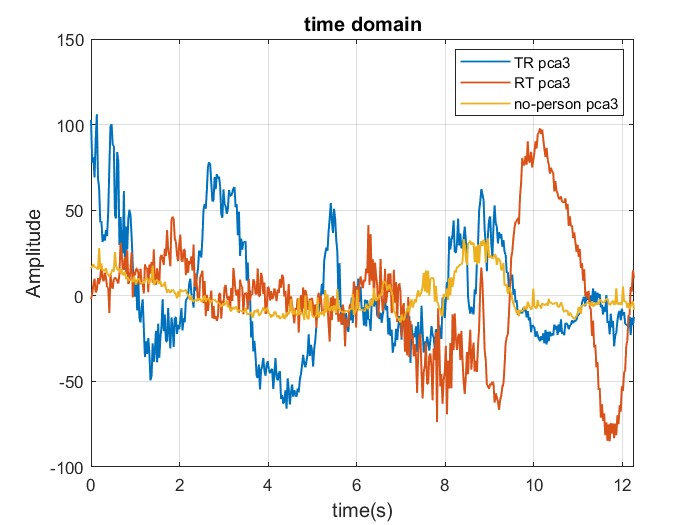 time domain
TR pca3
RT pca3
no-person pca3
150
100
50
0
-50
-100
Amplitude
0 2 4 6 8 10 12
time(s)